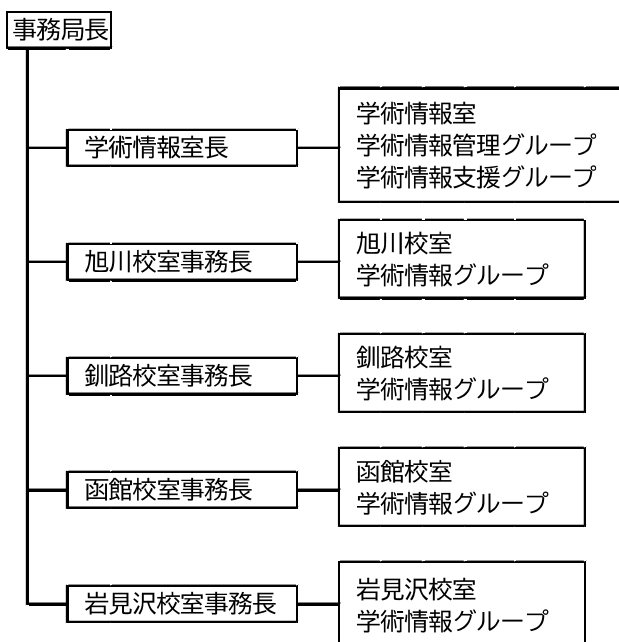 事務局長
学術情報室長
学術情報室
学術情報管理グループ
学術情報支援グループ
旭川校室事務長
旭川校室
学術情報グループ
釧路校室事務長
釧路校室
学術情報グループ
函館校室事務長
函館校室
学術情報グループ
岩見沢校室事務長
岩見沢校室
学術情報グループ